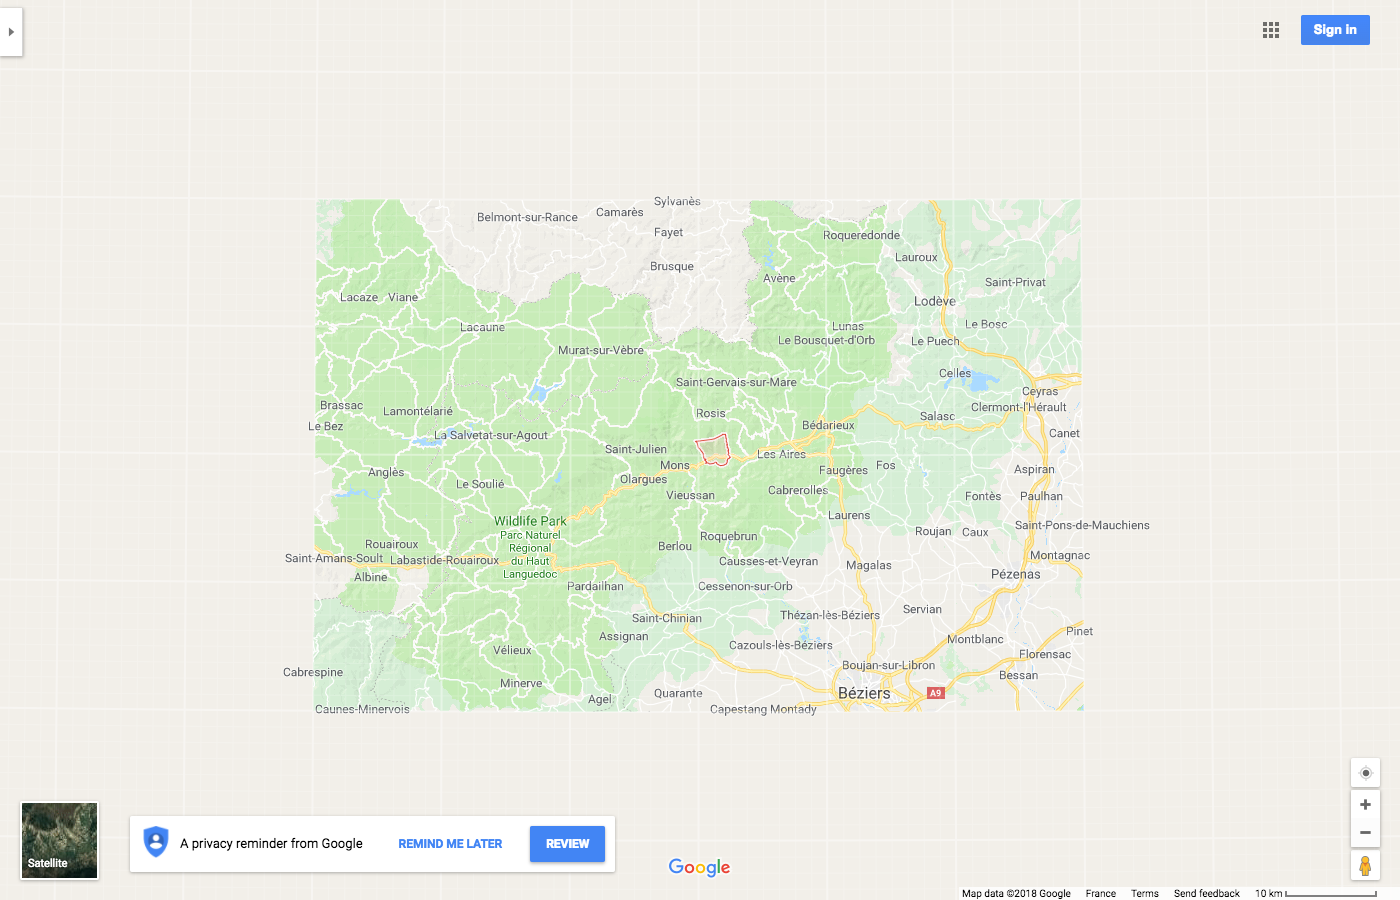 Sign in
Sylvanès
Belmont-sur-Rance
Camarès
Fayet
Roqueredonde
Brusque
Lauroux
Avène
Saint-Privat
Lacaze
Viane
Lodève
Lacaune
Lunas
Le Bosc
Le Bousquet-d'Orb
Le Puech
Murat-sur-Vèbre
Saint-Gervais-sur-Mare
Celles
Ceyras
Brassac
Lamontélarié
Rosis
Salasc
Clermont-l'Hérault
Le Bez
La Salvetat-sur-Agout
Bédarieux
Canet
Saint-Julien
Les Aires
Mons
Faugères
Fos
Aspiran
Anglès
Le Soulié
Olargues
Vieussan
Cabrerolles
Fontès
Paulhan
Wildlife Park
Laurens
Saint-Pons-de-Mauchiens
Parc Naturel
Régional
du Haut
Languedoc
Roquebrun
Roujan
Caux
Rouairoux
Berlou
Saint-Amans-Soult
Labastide-Rouairoux
Causses-et-Veyran
Magalas
Montagnac
Albine
Pardailhan
Cessenon-sur-Orb
Pézenas
Saint-Chinian
Thézan-lès-Béziers
Servian
Assignan
Cazouls-lès-Béziers
Montblanc
Pinet
Vélieux
Florensac
Cabrespine
Boujan-sur-Libron
Bessan
Minerve
Agel
Quarante
Béziers
A9
Caunes-Minervois
Capestang
Montady
Satellite
A privacy reminder from Google
REMIND ME LATER
REVIEW
Google
Map data ©2018 Google
France
Terms
Send feedback
10 km